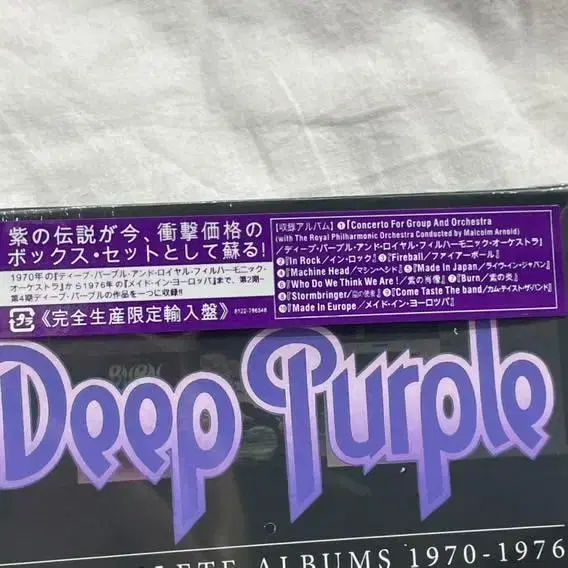 紫の伝説が今、衝撃価格の
ボックス・セットとして蘇る!
1970年の『ディープ・パープル・アンド・ロイヤル・フィルハーモニック・
オーケストラ』から1976年の『メイド・イン・ヨーロッパ』まで、第2期~
第4期ディープ・パープルの作品を一つに収録!!
《完全生産限定輸入盤》
【収録アルバム】❶『Concerto For Group And Orchestra
(with The Royal Philharmonic Orchestra Conducted by Malcolm Arnold)
/ディープ・パープル・アンド・ロイヤル・フィルハーモニック・オーケストラ』
❷『In Rock/イン・ロック』❸『Fireball/ファイアーボール』
❹『Machine Head/マシン・ヘッド』❺『Made In Japan/ライヴ・イン・ジャパン』
❻『Who Do We Think We Are!/紫の肖像』❼『Burn/紫の炎』
❽『Stormbringer/嵐の使者』❾『Come Taste The Band/カム・テイスト・ザ・バンド』
❿『Made In Europe/メイド・イン・ヨーロッパ』
BURN
Deep Purple
ALBUMS 1970-1976